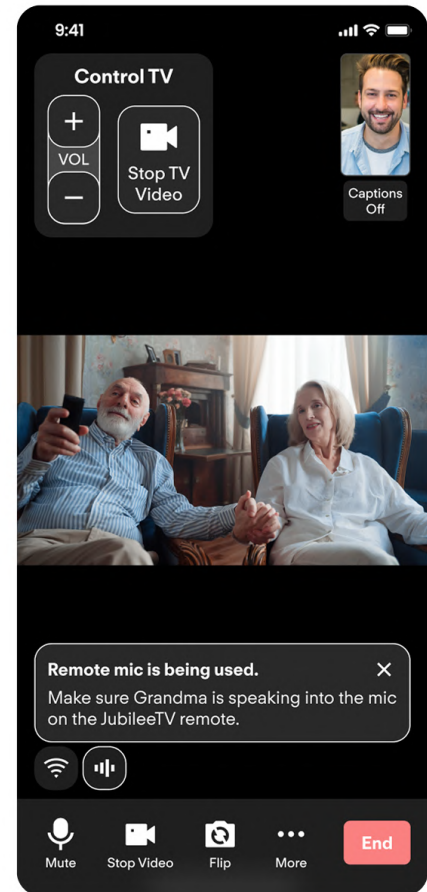 9:41
Control TV
VOL
Stop TV
Video
Captions
Off
Remote mic is being used.
Make sure Grandma is speaking into the mic
on the JubileeTV remote.
Mute
Stop Video
Flip
More
End